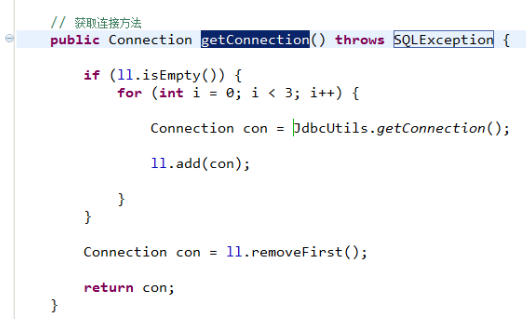 // 获取连接方法
public Connection getConnection() throws SQLException {
if (ll.isEmpty()) {
for (int i = 0; i < 3; i++) {
Connection con = JdbcUtils.getConnection();
ll.add(con);
}
}
Connection con = ll.removeFirst();
return con;
}